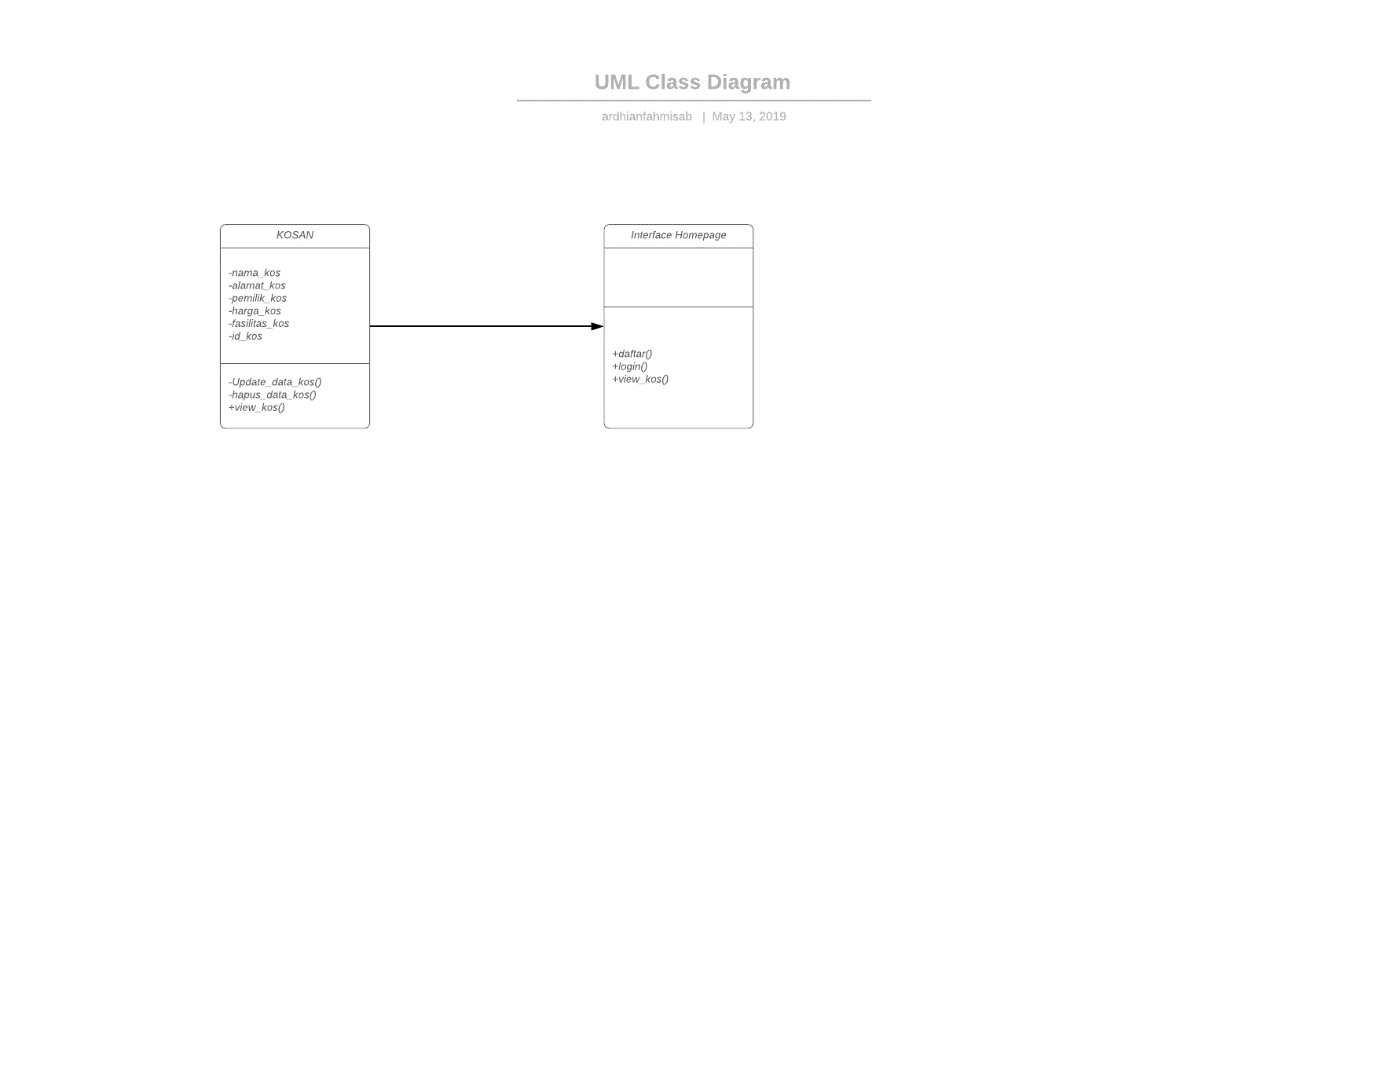 UML Class Diagram
ardhianfahmisab | May 13, 2019
KOSAN
-nama_kos
-alamat_kos
-pemilik_kos
-harga_kos
-fasilitas_kos
-id_kos
-Update_data_kos()
-hapus_data_kos()
+view_kos()
Interface Homepage
+daftar()
+login()
+view_kos()